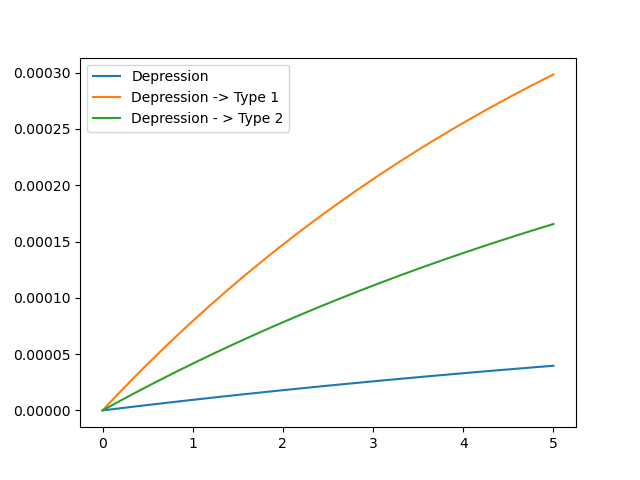 0.00030
0.00025
0.00020
0.00015
0.00010
0.00005
0.00000
Depression
Depression -> Type 1
Depression - > Type 2
0 1 2 3 4 5